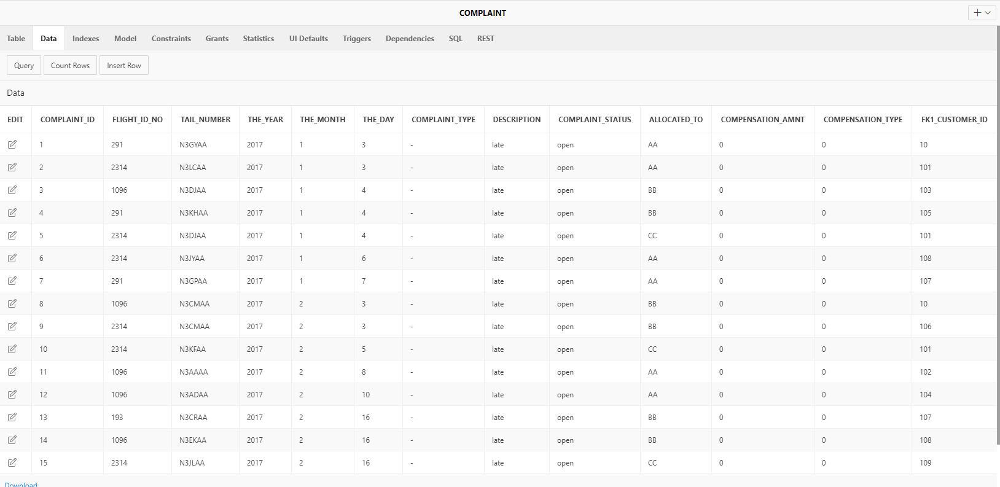 COMPLAINT
Table Data Indexes Model Constraints Grants Statistics UI Defaults Triggers Dependencies SQL REST
Query Count Rows Insert Row
Data
EDIT COMPLAINT_ID FLIGHT_ID_NO TAIL_NUMBER THE_YEAR THE_MONTH THE_DAY COMPLAINT_TYPE DESCRIPTION COMPLAINT_STATUS ALLOCATED_TO COMPENSATION_AMNT COMPENSATION_TYPE FK1_CUSTOMER_ID
1 291 N3GYAA 2017 1 3 - late open AA 0 0 10
2 2314 N3LCAA 2017 1 3 - late open AA 0 0 101
3 1096 N3DJAA 2017 1 4 - late open BB 0 0 103
4 291 N3KHAA 2017 1 4 - late open BB 0 0 105
5 2314 N3DJAA 2017 1 4 - late open CC 0 0 101
6 2314 N3JYAA 2017 1 6 - late open AA 0 0 108
7 291 N3GPAA 2017 1 7 - late open AA 0 0 107
8 1096 N3CMAA 2017 2 3 - late open BB 0 0 10
9 2314 N3CMAA 2017 2 3 - late open BB 0 0 106
10 2314 N3KFAA 2017 2 5 - late open CC 0 0 101
11 1096 N3AAAA 2017 2 8 - late open AA 0 0 102
12 1096 N3ADAA 2017 2 10 - late open AA 0 0 104
13 193 N3CRAA 2017 2 16 - late open BB 0 0 107
14 1096 N3EKAA 2017 2 16 - late open BB 0 0 108
15 2314 N3JLAA 2017 2 16 - late open CC 0 0 109
Download